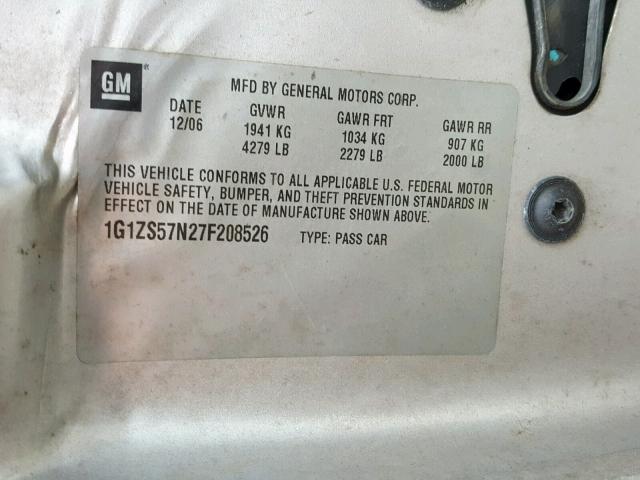 GM
MFD BY GENERAL MOTORS CORP.
DATE GVWR GAWR FRT GAWR RR
12/06 1941 KG 1034 KG 907 KG
4279 LB 2279 LB 2000 LB
THIS VEHICLE CONFORMS TO ALL APPLICABLE U.S. FEDERAL MOTOR
VEHICLE SAFETY, BUMPER, AND THEFT PREVENTION STANDARDS IN
EFFECT ON THE DATE OF MANUFACTURE SHOWN ABOVE.
1G1ZS57N27F208526 TYPE: PASS CAR